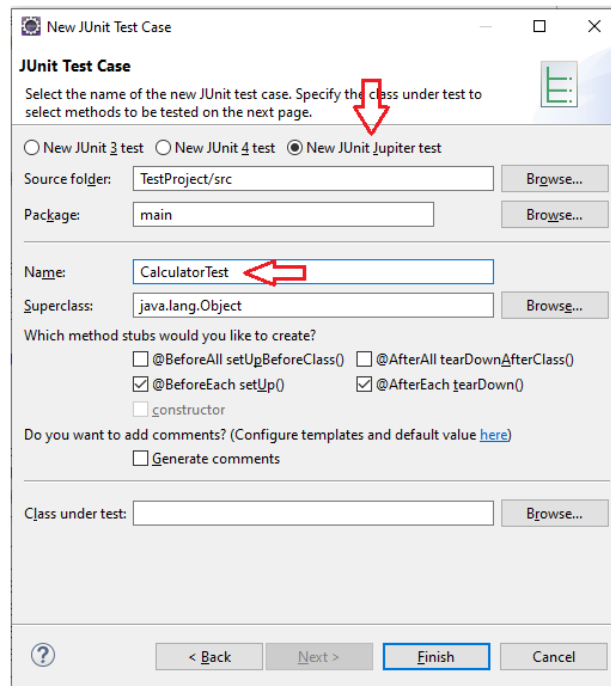 New JUnit Test Case
JUnit Test Case
Select the name of the new JUnit test case. Specify the class under test to
select methods to be tested on the next page.
New JUnit 3 test New JUnit 4 test New JUnit Jupiter test
Source folder: TestProject/src Browse...
Package: main Browse...
Name: CalculatorTest
Superclass: java.lang.Object Browse...
Which method stubs would you like to create?
@BeforeAll setUpBeforeClass() @AfterAll tearDownAfterClass()
@BeforeEach setUp() @AfterEach tearDown()
constructor
Do you want to add comments? (Configure templates and default value here)
Generate comments
Class under test: Browse...
? < Back Next > Finish Cancel